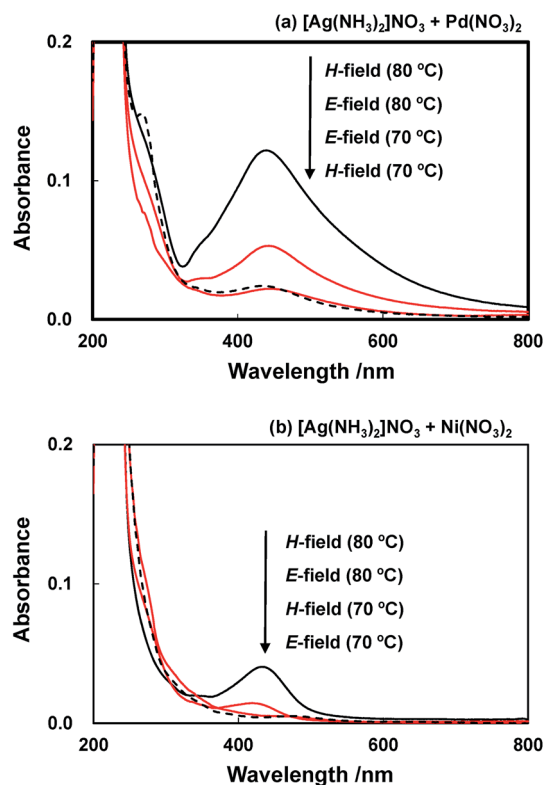 (a) [Ag(NH₃)₂]NO₃ + Pd(NO₃)₂
0.2
H-field (80 ºC)
E-field (80 ºC)
E-field (70 ºC)
H-field (70 ºC)
0.1
Absorbance
0.0
200
400
600
800
Wavelength /nm
(b) [Ag(NH₃)₂]NO₃ + Ni(NO₃)₂
0.2
H-field (80 ºC)
E-field (80 ºC)
H-field (70 ºC)
E-field (70 ºC)
0.1
Absorbance
0.0
200
400
600
800
Wavelength /nm